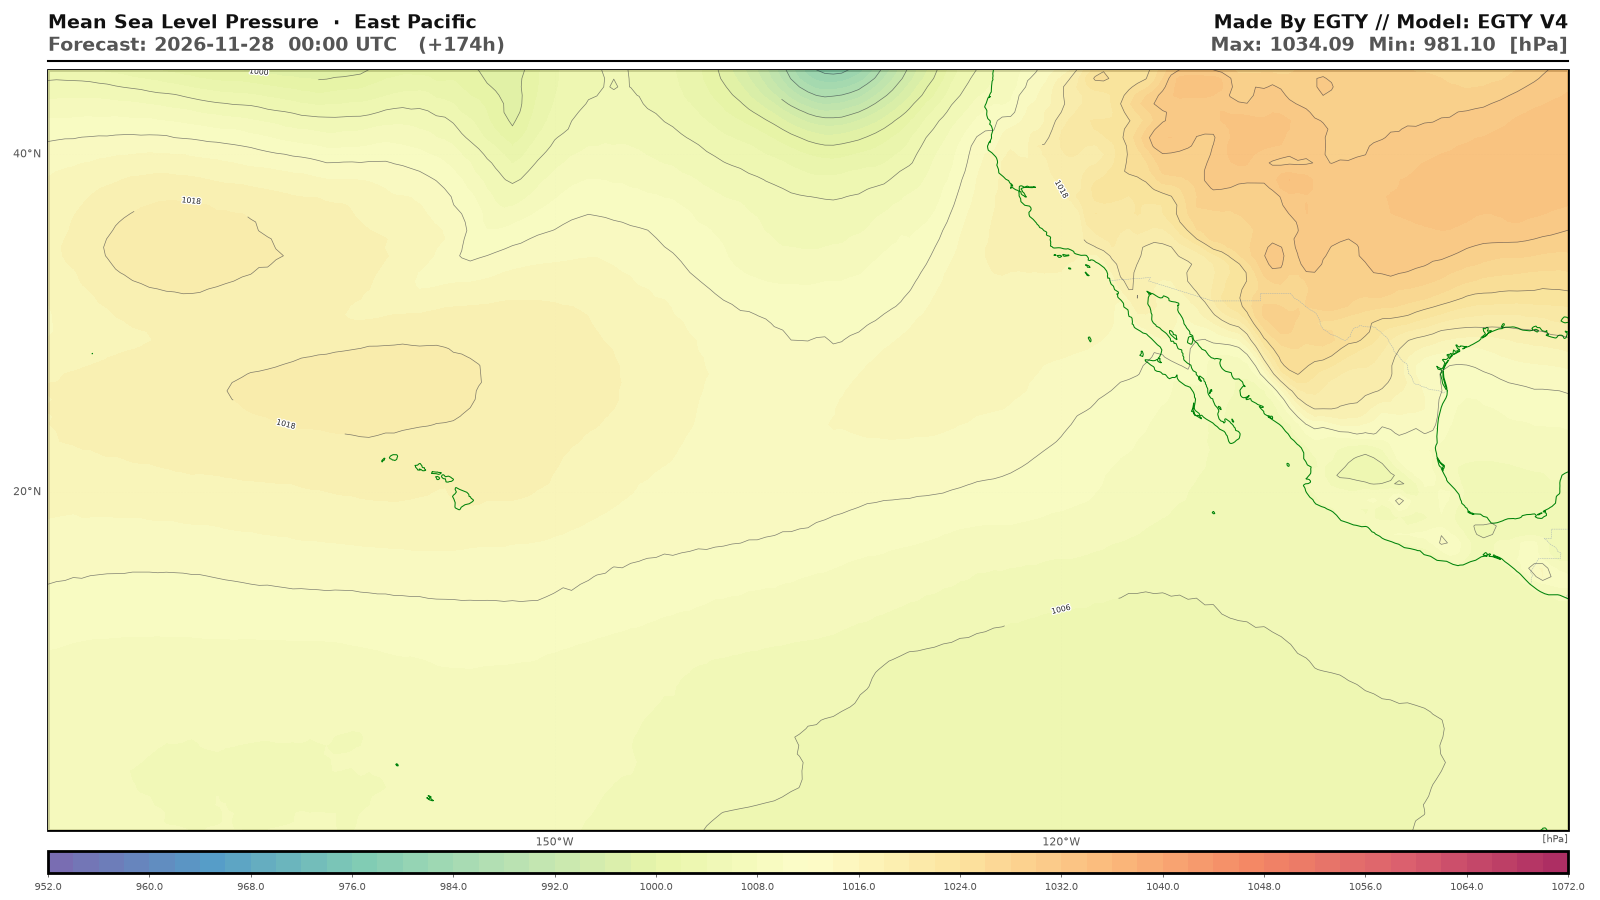 Mean Sea Level Pressure · East Pacific
Made By EGTY // Model: EGTY V4
Forecast: 2026-11-28 00:00 UTC (+174h)
Max: 1034.09 Min: 981.10 [hPa]
1000
40°N
1018
1018
1018
20°N
1006
150°W
120°W
[hPa]
952.0 960.0 968.0 976.0 984.0 992.0 1000.0 1008.0 1016.0 1024.0 1032.0 1040.0 1048.0 1056.0 1064.0 1072.0